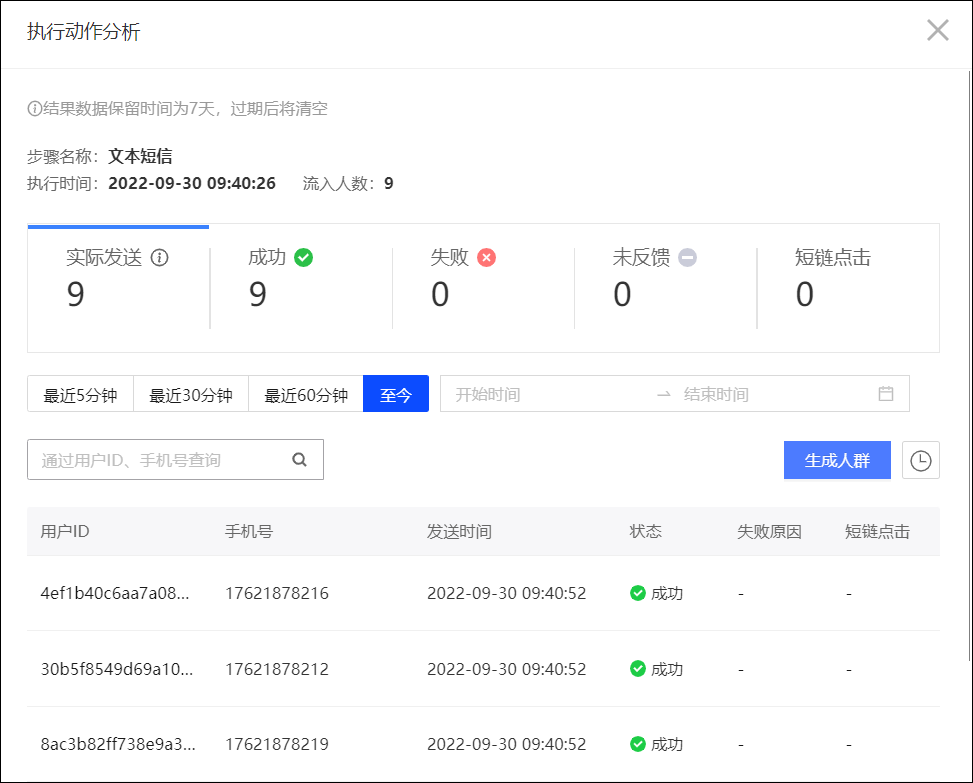 执行动作分析
结果数据保留时间为7天，过期后将清空
步骤名称：文本短信
执行时间：2022-09-30 09:40:26 流入人数：9
实际发送 成功 失败 未反馈 短链点击
9 9 0 0 0
最近5分钟 最近30分钟 最近60分钟 至今 开始时间 → 结束时间
通过用户ID、手机号查询 生成人群
用户ID 手机号 发送时间 状态 失败原因 短链点击
4ef1b40c6aa7a08... 17621878216 2022-09-30 09:40:52 成功 - -
30b5f8549d69a10... 17621878212 2022-09-30 09:40:52 成功 - -
8ac3b82ff738e9a3... 17621878219 2022-09-30 09:40:52 成功 - -